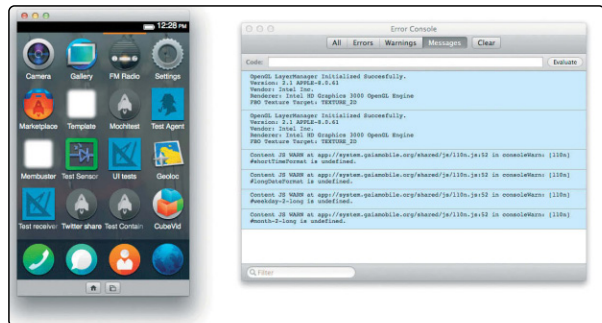 12:28 PM
Camera Gallery FM Radio Settings
Marketplace Template Mochitest Test Agent
Membuster Test Sensor UI tests Geoloc
Test receiver Twitter share Test Contain CubeVid
Error Console
All Errors Warnings Messages Clear
Code: Evaluate
OpenGL LayerManager Initialized Succesfully.
Version: 2.1 APPLE-8.0.61
Vendor: Intel Inc.
Renderer: Intel HD Graphics 3000 OpenGL Engine
FBO Texture Target: TEXTURE_2D
OpenGL LayerManager Initialized Succesfully.
Version: 2.1 APPLE-8.0.61
Vendor: Intel Inc.
Renderer: Intel HD Graphics 3000 OpenGL Engine
FBO Texture Target: TEXTURE_2D
Content JS WARN at app://system.gaiamobile.org/shared/js/l10n.js:52 in consoleWarn: [l10n]
#shortTimeFormat is undefined.
Content JS WARN at app://system.gaiamobile.org/shared/js/l10n.js:52 in consoleWarn: [l10n]
#longDateFormat is undefined.
Content JS WARN at app://system.gaiamobile.org/shared/js/l10n.js:52 in consoleWarn: [l10n]
#weekday-2-long is undefined.
Content JS WARN at app://system.gaiamobile.org/shared/js/l10n.js:52 in consoleWarn: [l10n]
#month-2-long is undefined.
Filter